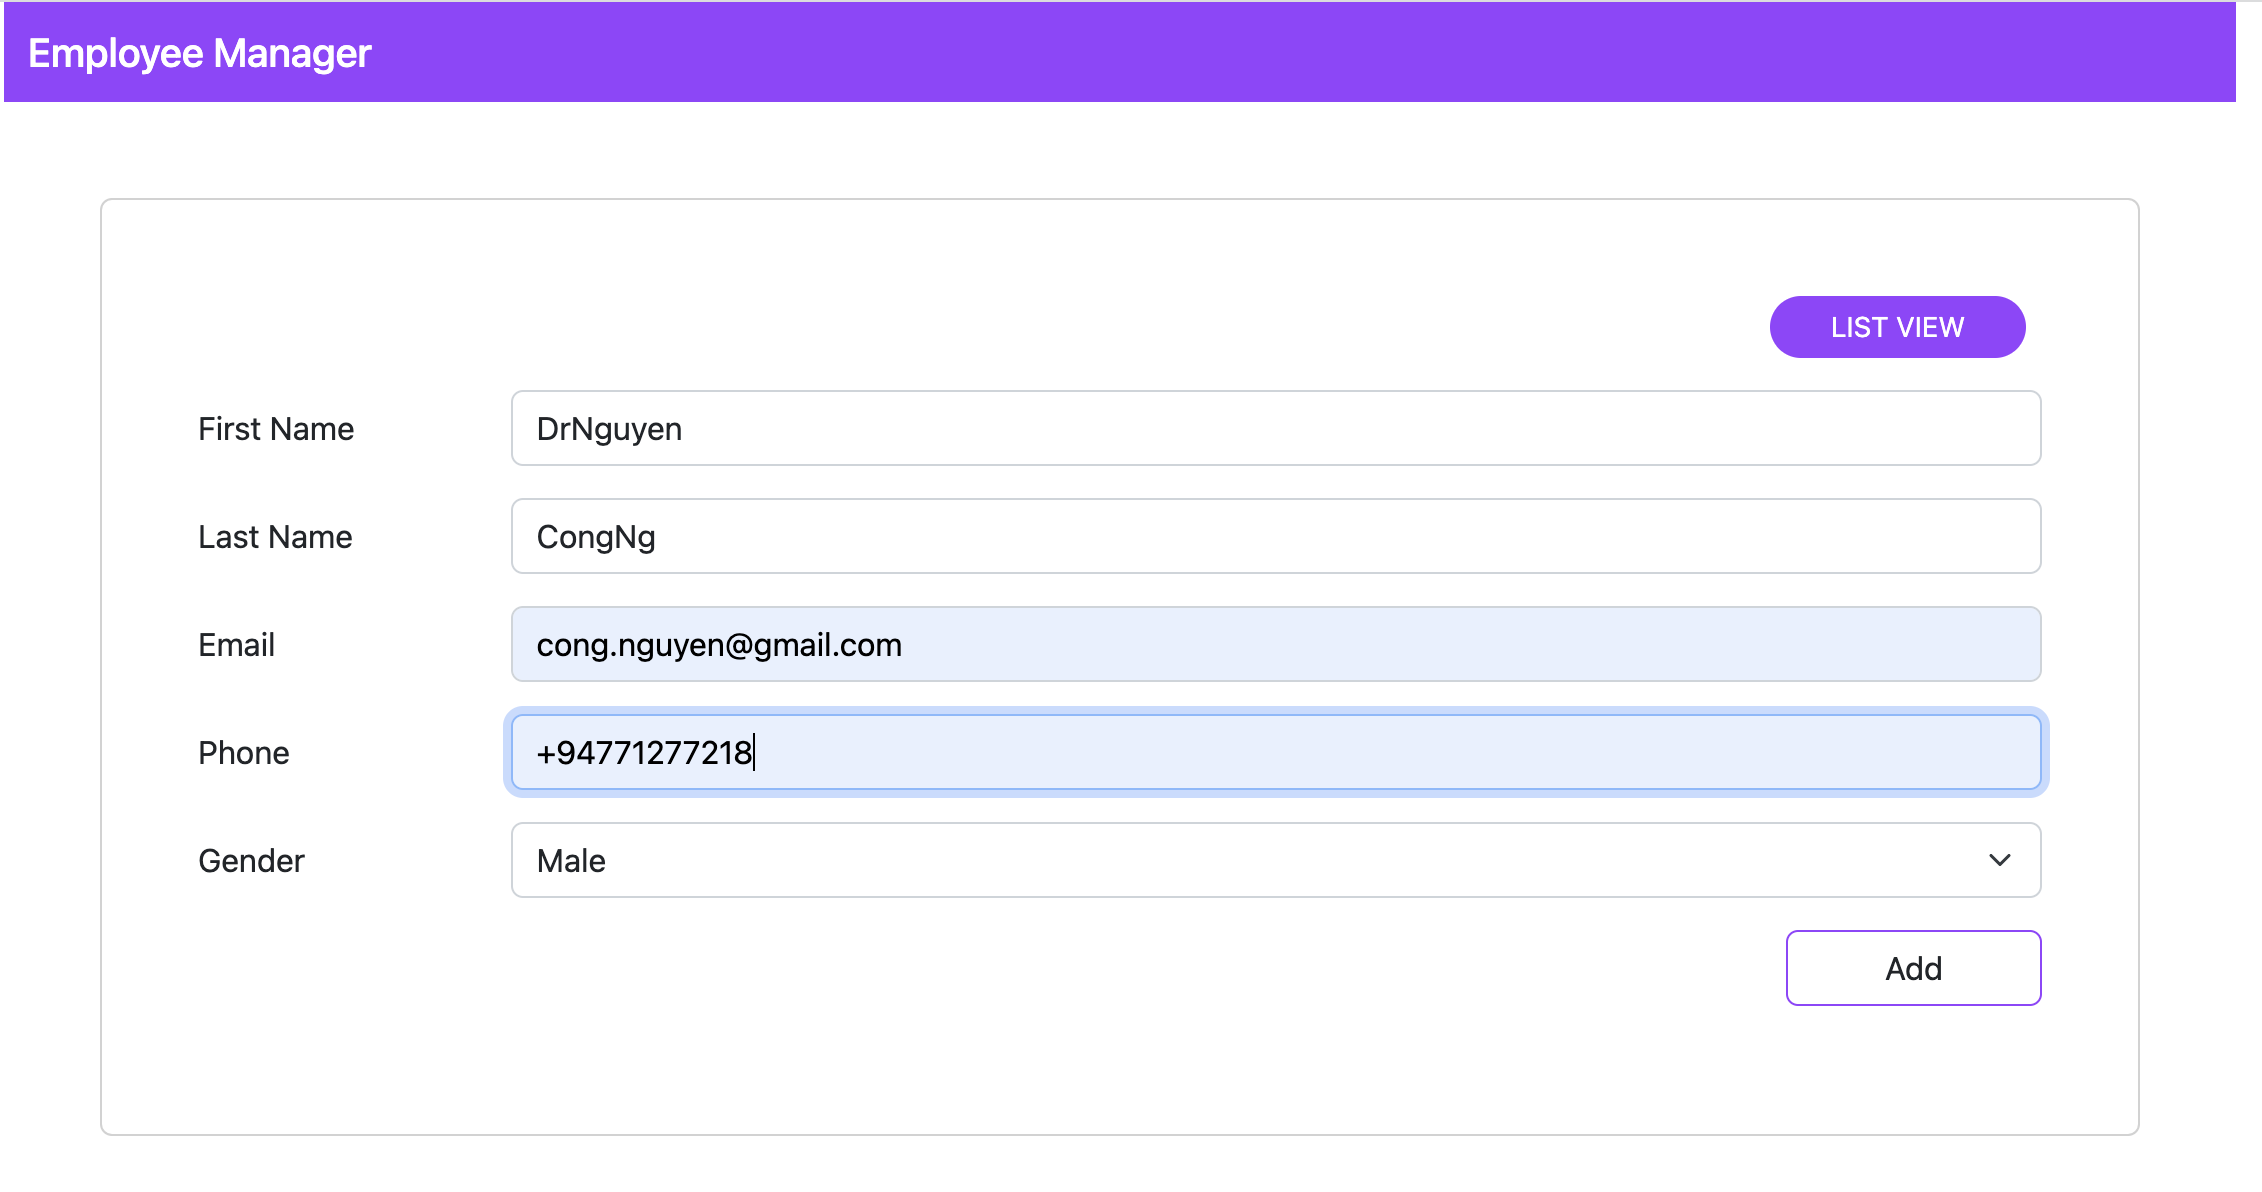 Employee Manager
LIST VIEW
First Name DrNguyen
Last Name CongNg
Email cong.nguyen@gmail.com
Phone +94771277218
Gender Male
Add